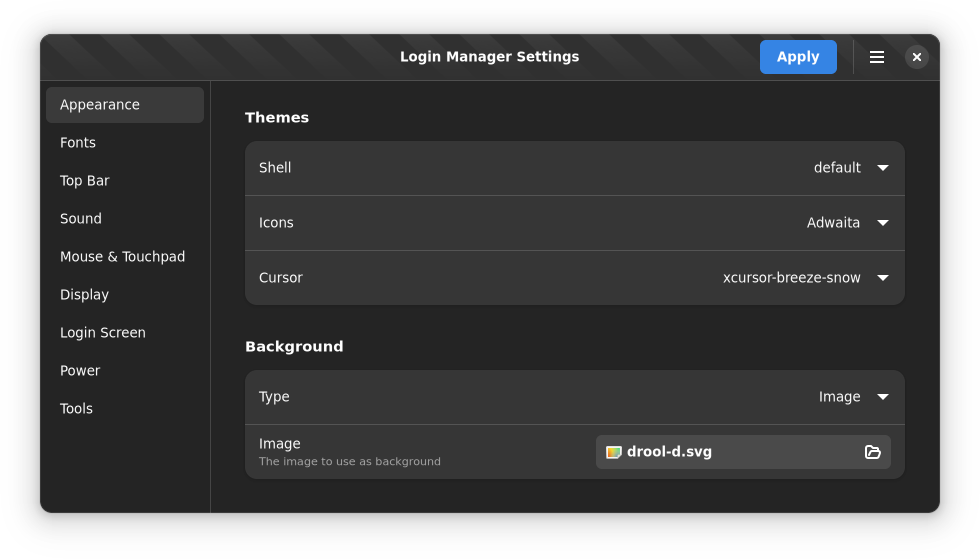 Login Manager Settings
Apply
Appearance
Fonts
Top Bar
Sound
Mouse & Touchpad
Display
Login Screen
Power
Tools
Themes
Shell default
Icons Adwaita
Cursor xcursor-breeze-snow
Background
Type Image
Image
The image to use as background
drool-d.svg